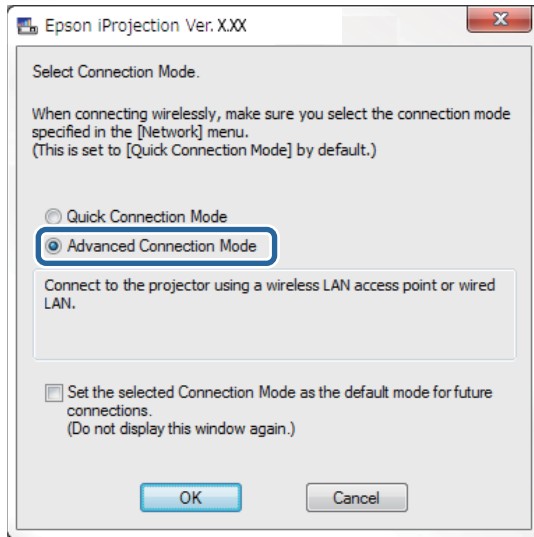 Epson iProjection Ver. X.XX
Select Connection Mode.
When connecting wirelessly, make sure you select the connection mode
specified in the [Network] menu.
(This is set to [Quick Connection Mode] by default.)
Quick Connection Mode
Advanced Connection Mode
Connect to the projector using a wireless LAN access point or wired
LAN.
Set the selected Connection Mode as the default mode for future
connections.
(Do not display this window again.)
OK
Cancel